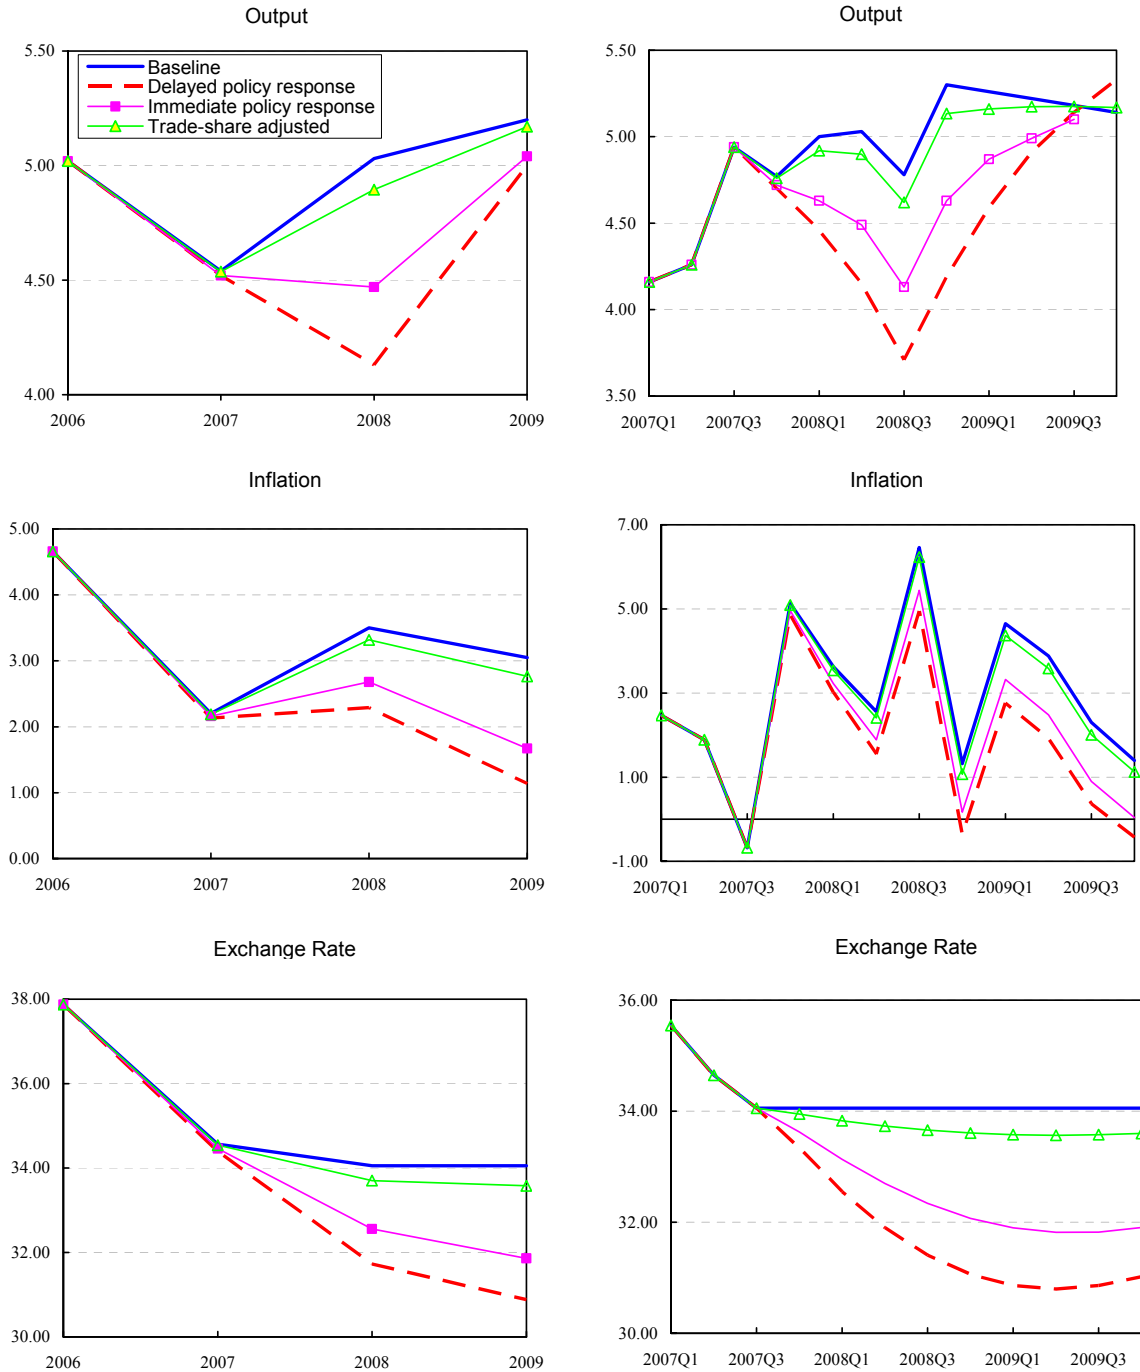 Output
5.50
5.00
4.50
4.00
2006 2007 2008 2009
Baseline
Delayed policy response
Immediate policy response
Trade-share adjusted
Output
5.50
5.00
4.50
4.00
3.50
2007Q1 2007Q3 2008Q1 2008Q3 2009Q1 2009Q3
Inflation
5.00
4.00
3.00
2.00
1.00
0.00
2006 2007 2008 2009
Inflation
7.00
5.00
3.00
1.00
-1.00
2007Q1 2007Q3 2008Q1 2008Q3 2009Q1 2009Q3
Exchange Rate
38.00
36.00
34.00
32.00
30.00
2006 2007 2008 2009
Exchange Rate
36.00
34.00
32.00
30.00
2007Q1 2007Q3 2008Q1 2008Q3 2009Q1 2009Q3